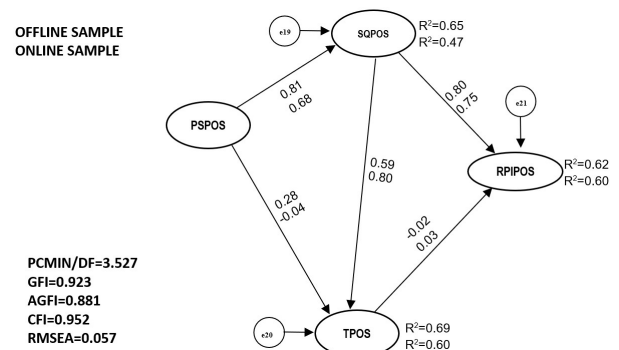 OFFLINE SAMPLE
ONLINE SAMPLE
e19
SQPOS
R²=0.65
R²=0.47
0.81
0.68
0.80
0.75
e21
PSPOS
0.59
0.80
RPIPOS
R²=0.62
R²=0.60
0.28
-0.04
-0.02
0.03
PCMIN/DF=3.527
GFI=0.923
AGFI=0.881
CFI=0.952
RMSEA=0.057
e20
TPOS
R²=0.69
R²=0.60